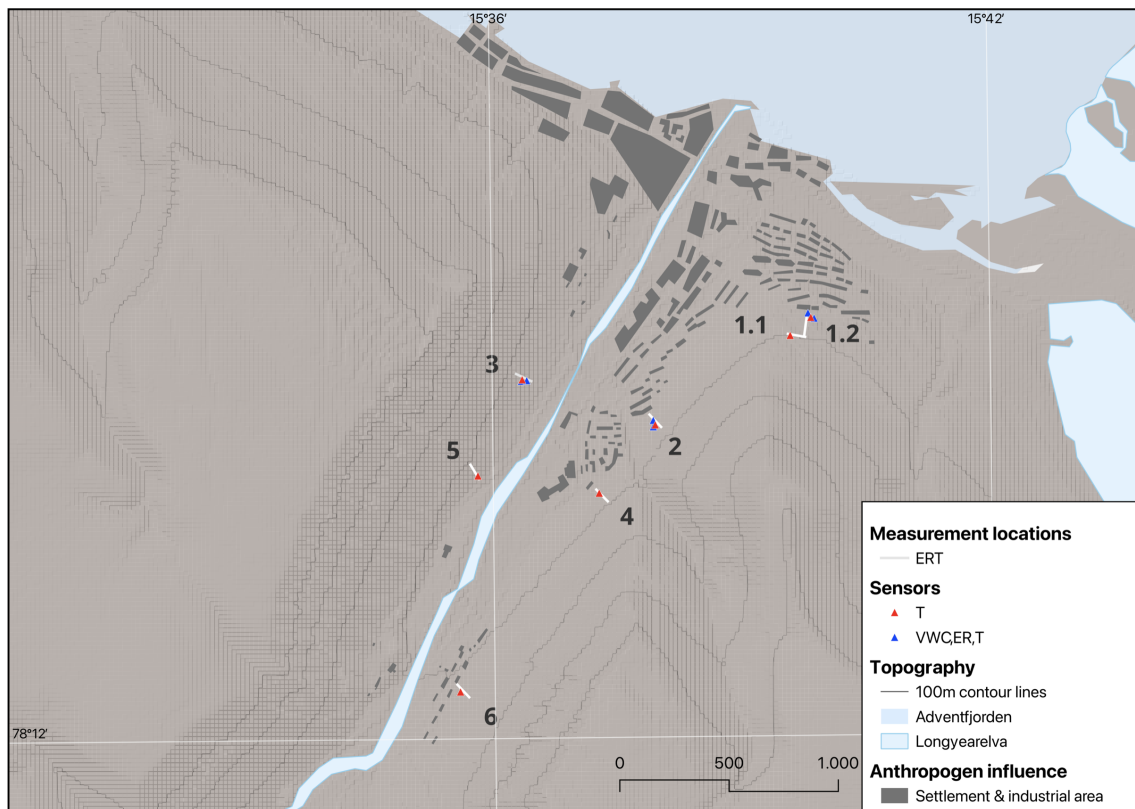 15°36′
15°42′
1.1
1.2
3
2
5
4
6
78°12′
0
500
1.000
Measurement locations
ERT
Sensors
T
VWC,ER,T
Topography
100m contour lines
Adventfjorden
Longyearelva
Anthropogen influence
Settlement & industrial area